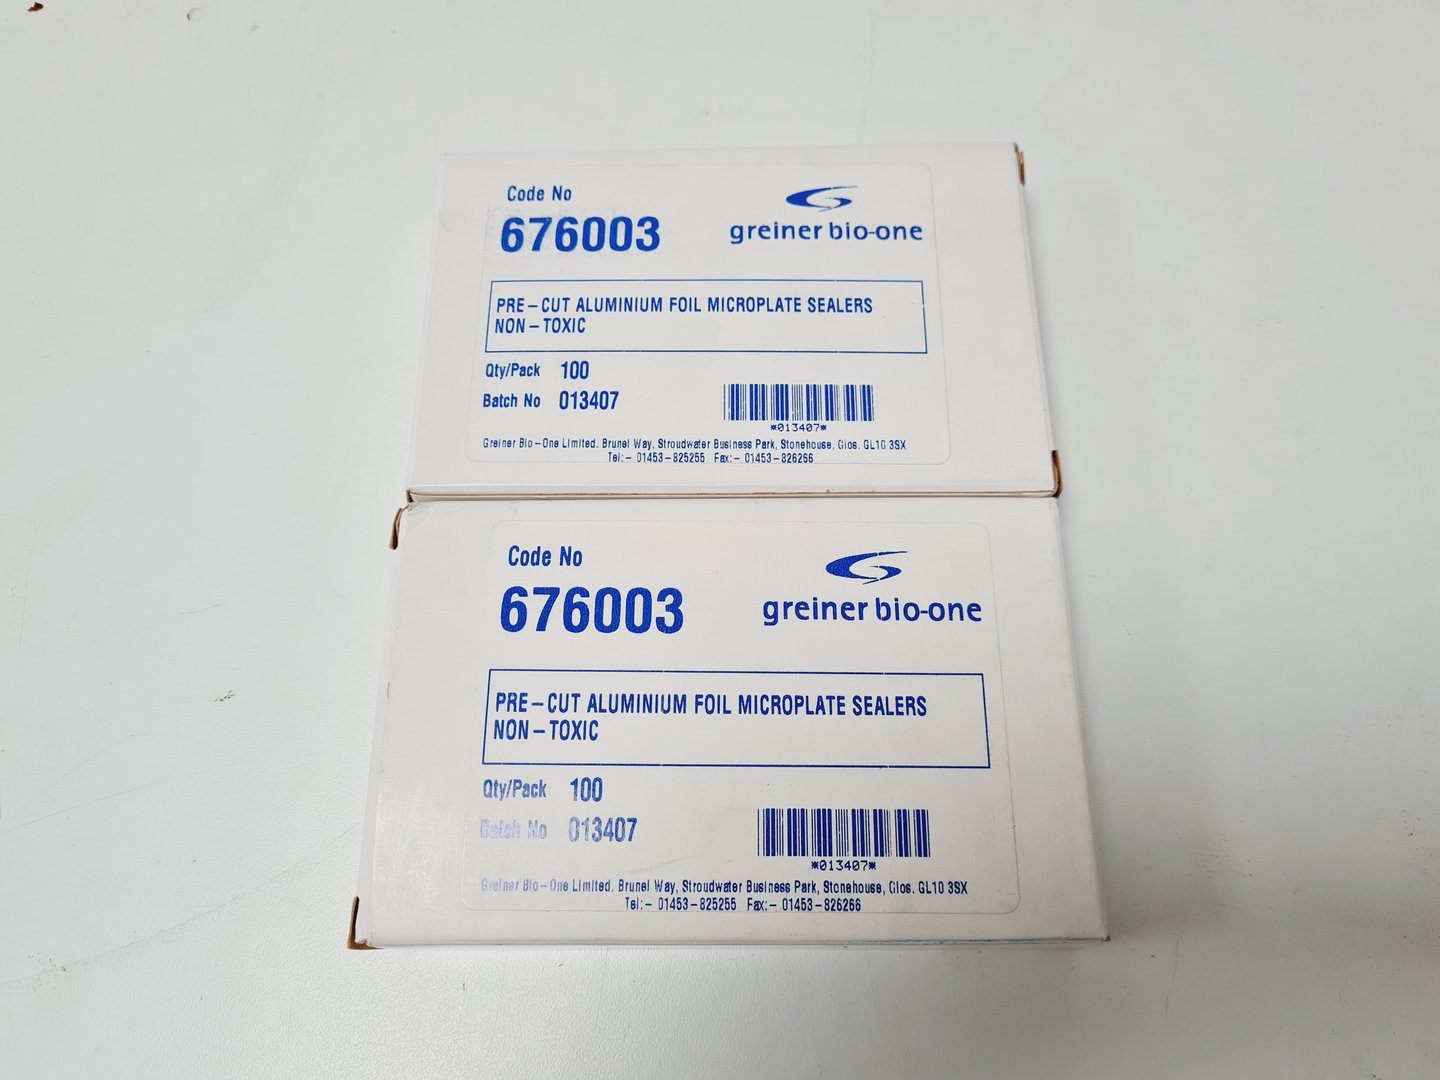 Code No
676003
greiner bio-one
PRE-CUT ALUMINIUM FOIL MICROPLATE SEALERS
NON-TOXIC
Qty/Pack 100
Batch No 013407
*013407*
Greiner Bio-One Limited. Brunel Way, Stroudwater Business Park, Stonehouse, Glos. GL10 3SX
Tel:- 01453-825255 Fax:- 01453-826266
Code No
676003
greiner bio-one
PRE-CUT ALUMINIUM FOIL MICROPLATE SEALERS
NON-TOXIC
Qty/Pack 100
Batch No 013407
*013407*
Greiner Bio-One Limited. Brunel Way, Stroudwater Business Park, Stonehouse, Glos. GL10 3SX
Tel:- 01453-825255 Fax:- 01453-826266